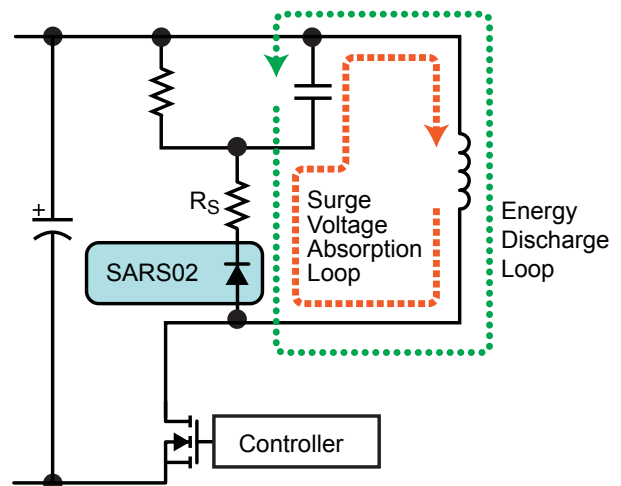 +
RS
SARS02
Surge
Voltage
Absorption
Loop
Energy
Discharge
Loop
Controller